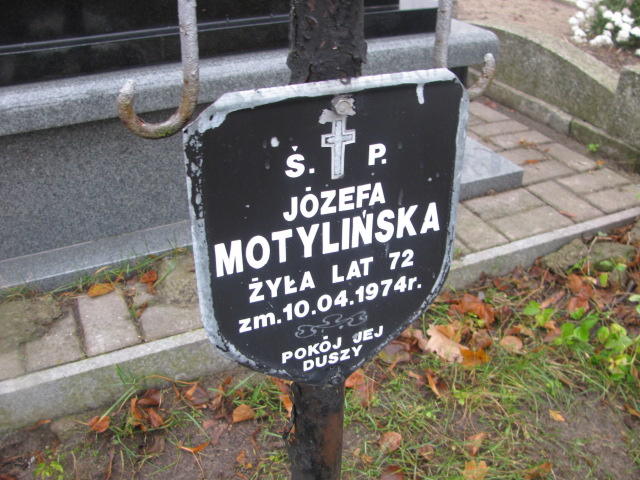 Ś. P.
JÓZEFA
MOTYLIŃSKA
ŻYŁA LAT 72
zm.10.04.1974r.
POKÓJ JEJ
DUSZY